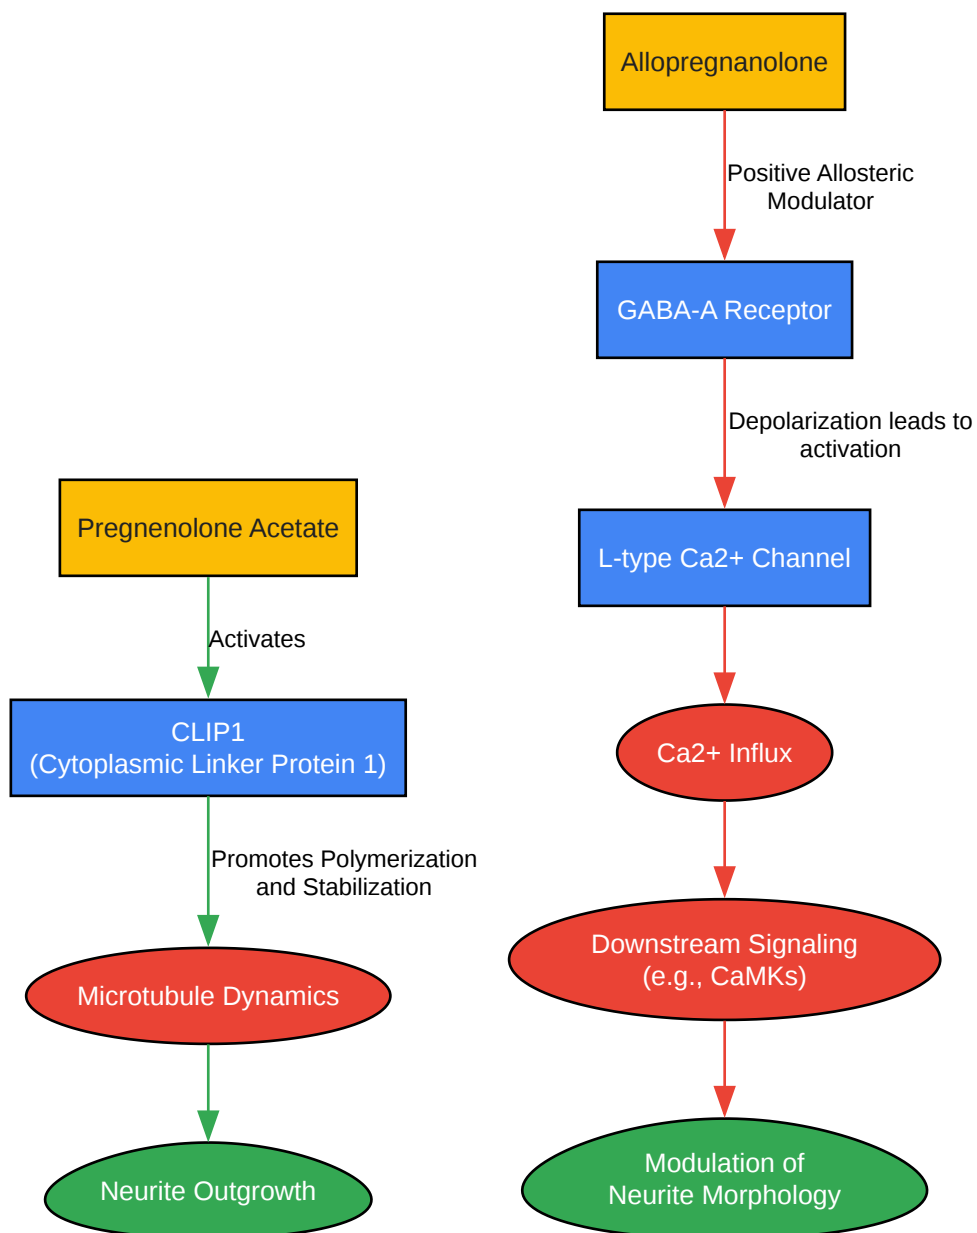 Allopregnanolone
Positive Allosteric
Modulator
GABA-A Receptor
Depolarization leads to
activation
L-type Ca2+ Channel
Ca2+ Influx
Downstream Signaling
(e.g., CaMKs)
Modulation of
Neurite Morphology
Pregnenolone Acetate
Activates
CLIP1
(Cytoplasmic Linker Protein 1)
Promotes Polymerization
and Stabilization
Microtubule Dynamics
Neurite Outgrowth